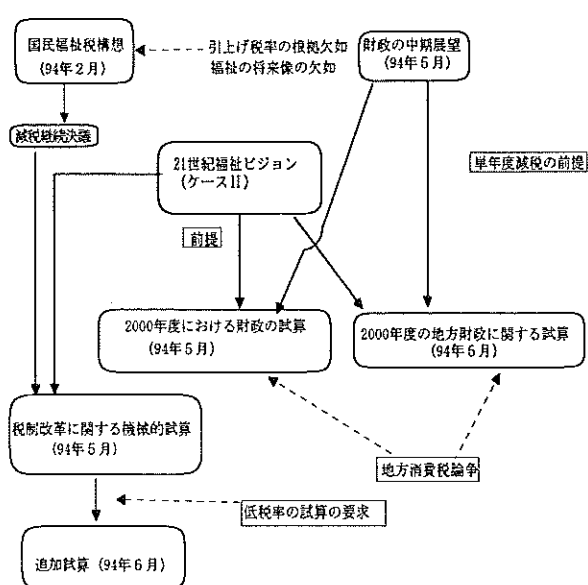 国民福祉税構想
(94年2月)
引上げ税率の根拠欠如
福祉の将来像の欠如
財政の中期展望
(94年5月)
減税継続決議
21世紀福祉ビジョン
(ケースII)
単年度減税の前提
前提
2000年度における財政の試算
(94年5月)
2000年度の地方財政に関する試算
(94年5月)
税制改革に関する機械的試算
(94年5月)
地方消費税論争
低税率の試算の要求
追加試算 (94年6月)